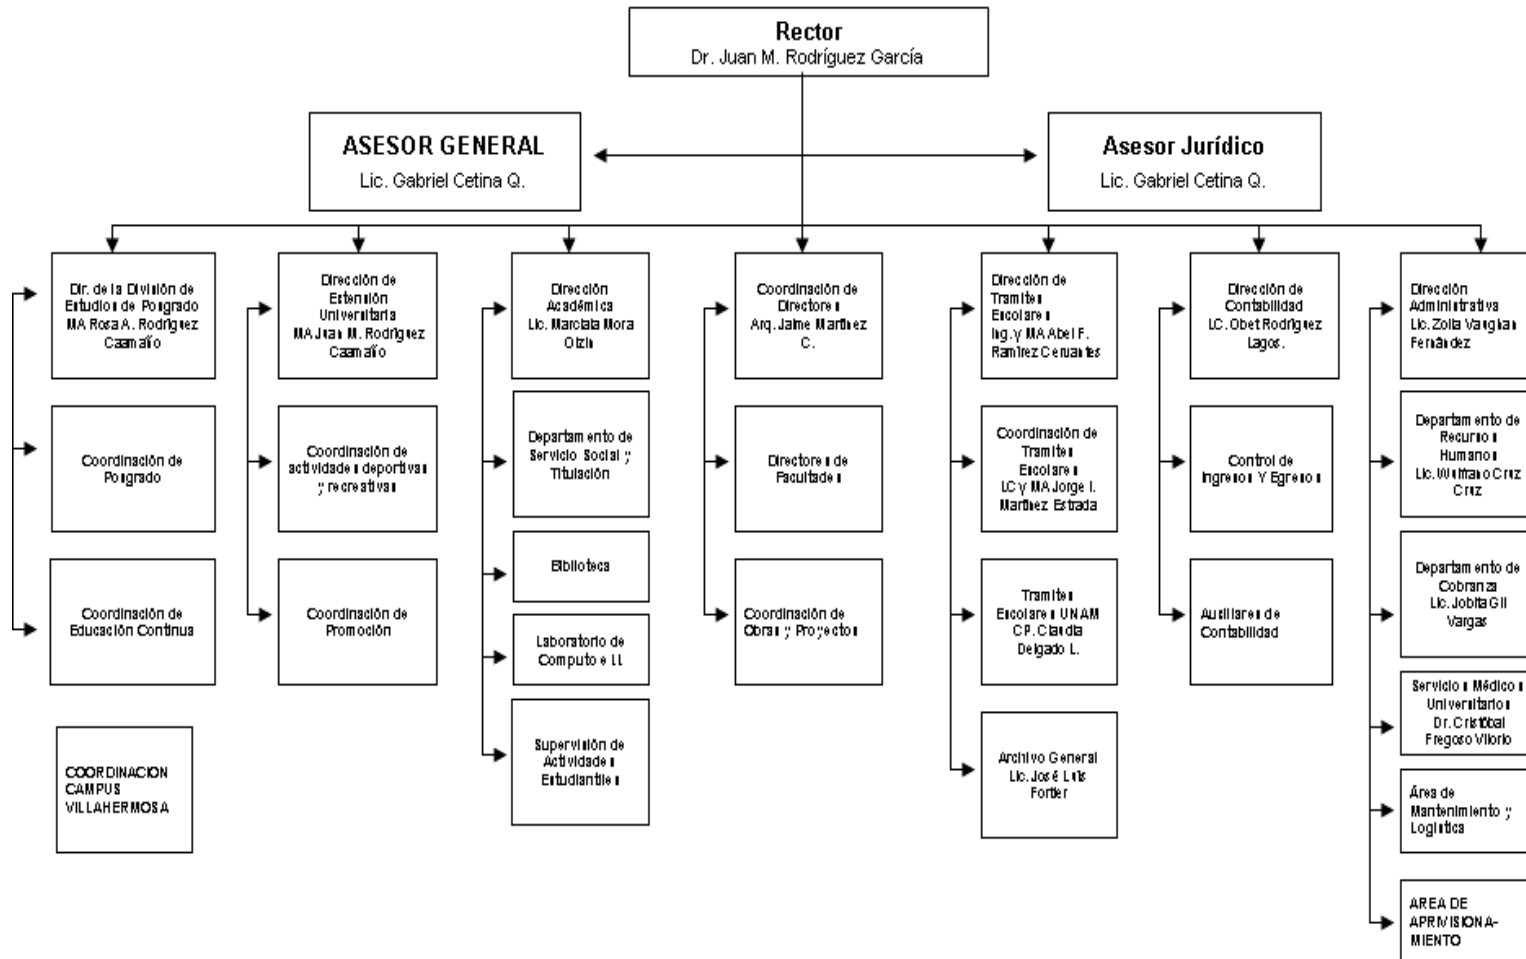 Rector
Dr. Juan M. Rodríguez García
ASESOR GENERAL
Lic. Gabriel Cetina Q.
Asesor Jurídico
Lic. Gabriel Cetina Q.
Dir. de la División de
Estudios de Posgrado
MA Rosa A. Rodríguez
Caamaño
Coordinación de
Posgrado
Coordinación de
Educación Continua
COORDINACION
CAMPUS
VILLAHERMOSA
Dirección de
Extensión
Universitaria
MA Juan M. Rodríguez
Caamaño
Coordinación de
actividades deportivas
y recreativas
Coordinación de
Promoción
Dirección
Académica
Lic. Marciala Mora
Departamento de
Servicio Social y
Titulación
Biblioteca
Laboratorio de
Computo e I.I.
Supervisión de
Actividades
Estudiantiles
Coordinación de
Directores
Arq. Jaime Martínez
C.
Directores de
Facultades
Coordinación de
Obras y Proyectos
Dirección de
Tramites
Escolares
Ing. y MA Abel F.
Ramírez Cervantes
Coordinación de
Tramites
Escolares
LC y MA Jorge I.
Martínez Estrada
Tramites
Escolares UNAM
CP. Claudia
Delgado L.
Archivo General
Lic. José Luis
Fortier
Dirección de
Contabilidad
LC. Obet Rodríguez
Lagos.
Control de
Ingresos Y Egresos
Auxiliares de
Contabilidad
Dirección
Administrativa
Lic. Zoila Vaughan
Fernández
Departamento de
Recursos
Humanos
Lic. Wulfrano Cruz
Cruz
Departamento de
Cobranza
Lic. Jobita Gil
Vargas
Servicios Médicos
Universitarios
Dr. Cristóbal
Fregoso Vilorio
Área de
Mantenimiento y
Logística
AREA DE
APRIVISIONA-
MIENTO